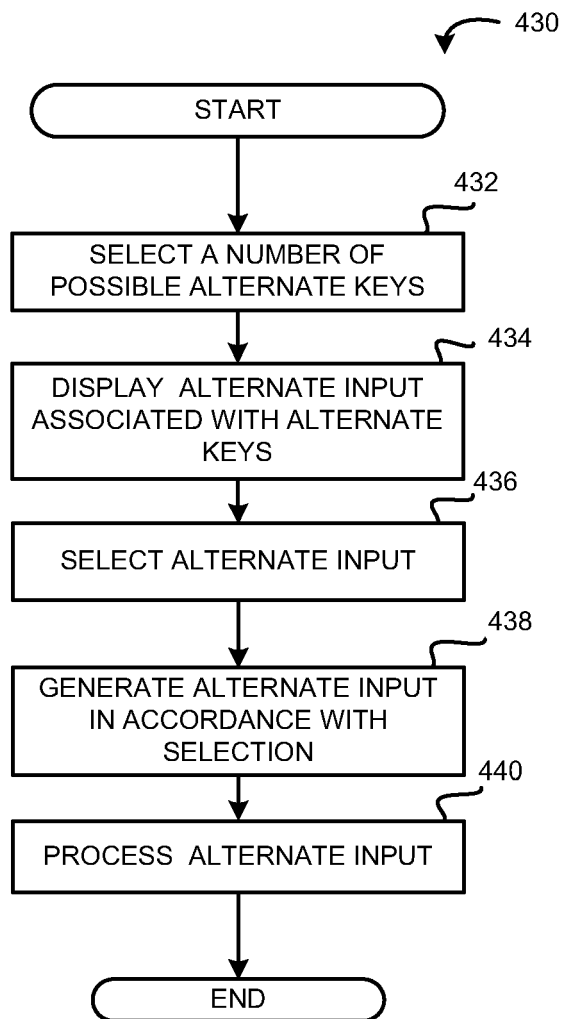 430
START
432
SELECT A NUMBER OF
POSSIBLE ALTERNATE KEYS
434
DISPLAY ALTERNATE INPUT
ASSOCIATED WITH ALTERNATE
KEYS
436
SELECT ALTERNATE INPUT
438
GENERATE ALTERNATE INPUT
IN ACCORDANCE WITH
SELECTION
440
PROCESS ALTERNATE INPUT
END